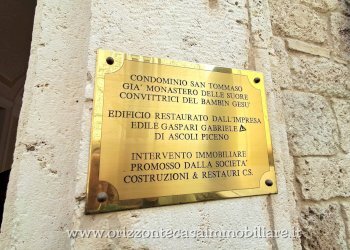 CONDOMINIO SAN TOMMASO
GIA' MONASTERO DELLE SUORE
CONVITTRICI DEL BAMBIN GESU'
EDIFICIO RESTAURATO DALL'IMPRESA
EDILE GASPARI GABRIELE
DI ASCOLI PICENO
INTERVENTO IMMOBILIARE
PROMOSSO DALLA SOCIETA'
COSTRUZIONI & RESTAURI C.S.
www.orizzontecasaimmobiliare.it